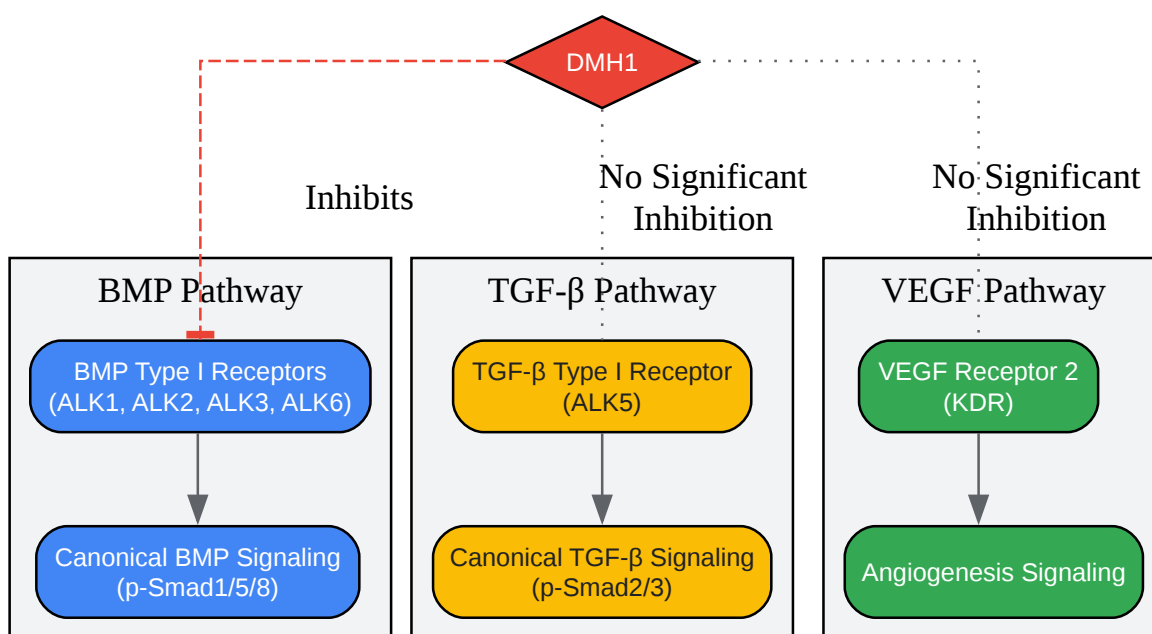 DMH1
Inhibits
No Significant
Inhibition
No Significant
Inhibition
BMP Pathway
BMP Type I Receptors
(ALK1, ALK2, ALK3, ALK6)
Canonical BMP Signaling
(p-Smad1/5/8)
TGF-β Pathway
TGF-β Type I Receptor
(ALK5)
Canonical TGF-β Signaling
(p-Smad2/3)
VEGF Pathway
VEGF Receptor 2
(KDR)
Angiogenesis Signaling